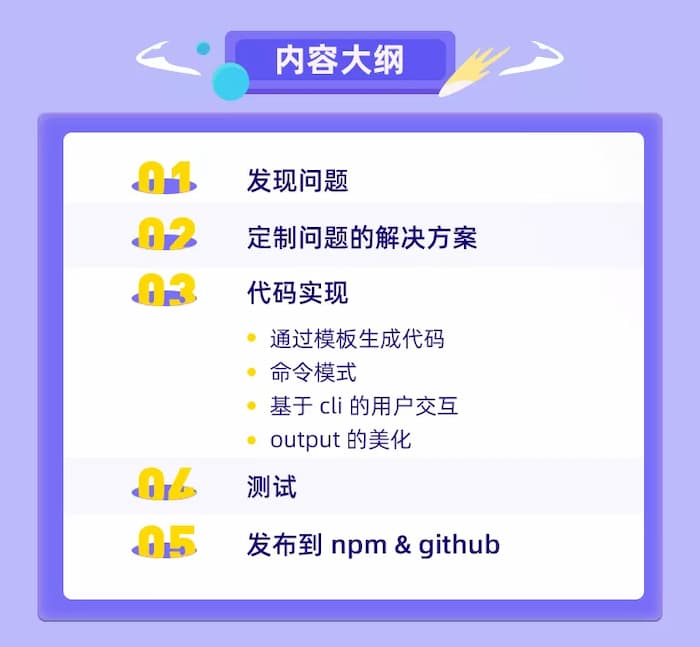 内容大纲
01 发现问题
02 定制问题的解决方案
03 代码实现
通过模板生成代码
命令模式
基于 cli 的用户交互
output 的美化
04 测试
05 发布到 npm & github